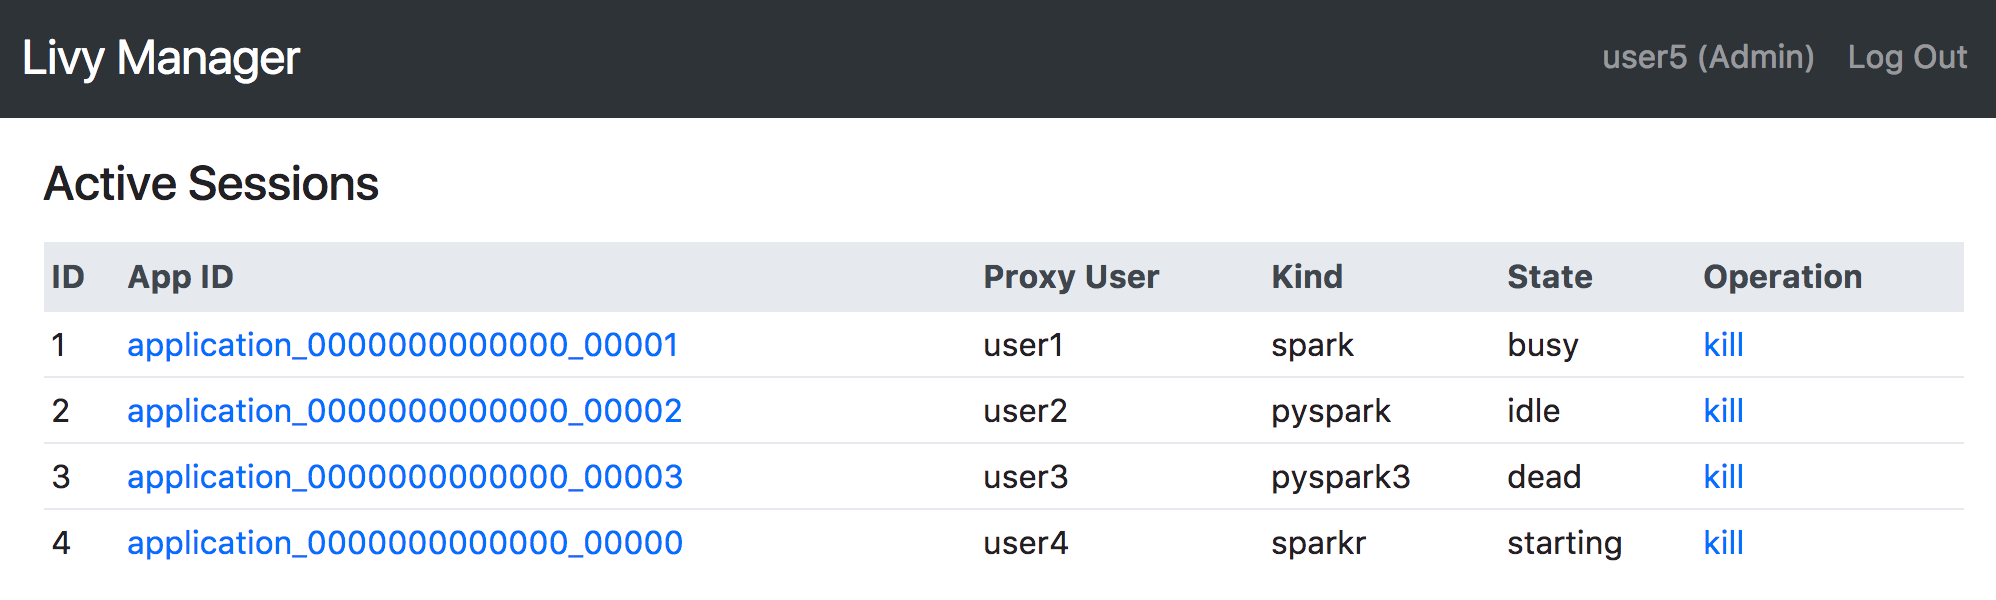 Livy Manager user5 (Admin) Log Out
Active Sessions
ID App ID Proxy User Kind State Operation
1 application_0000000000000_00001 user1 spark busy kill
2 application_0000000000000_00002 user2 pyspark idle kill
3 application_0000000000000_00003 user3 pyspark3 dead kill
4 application_0000000000000_00000 user4 sparkr starting kill